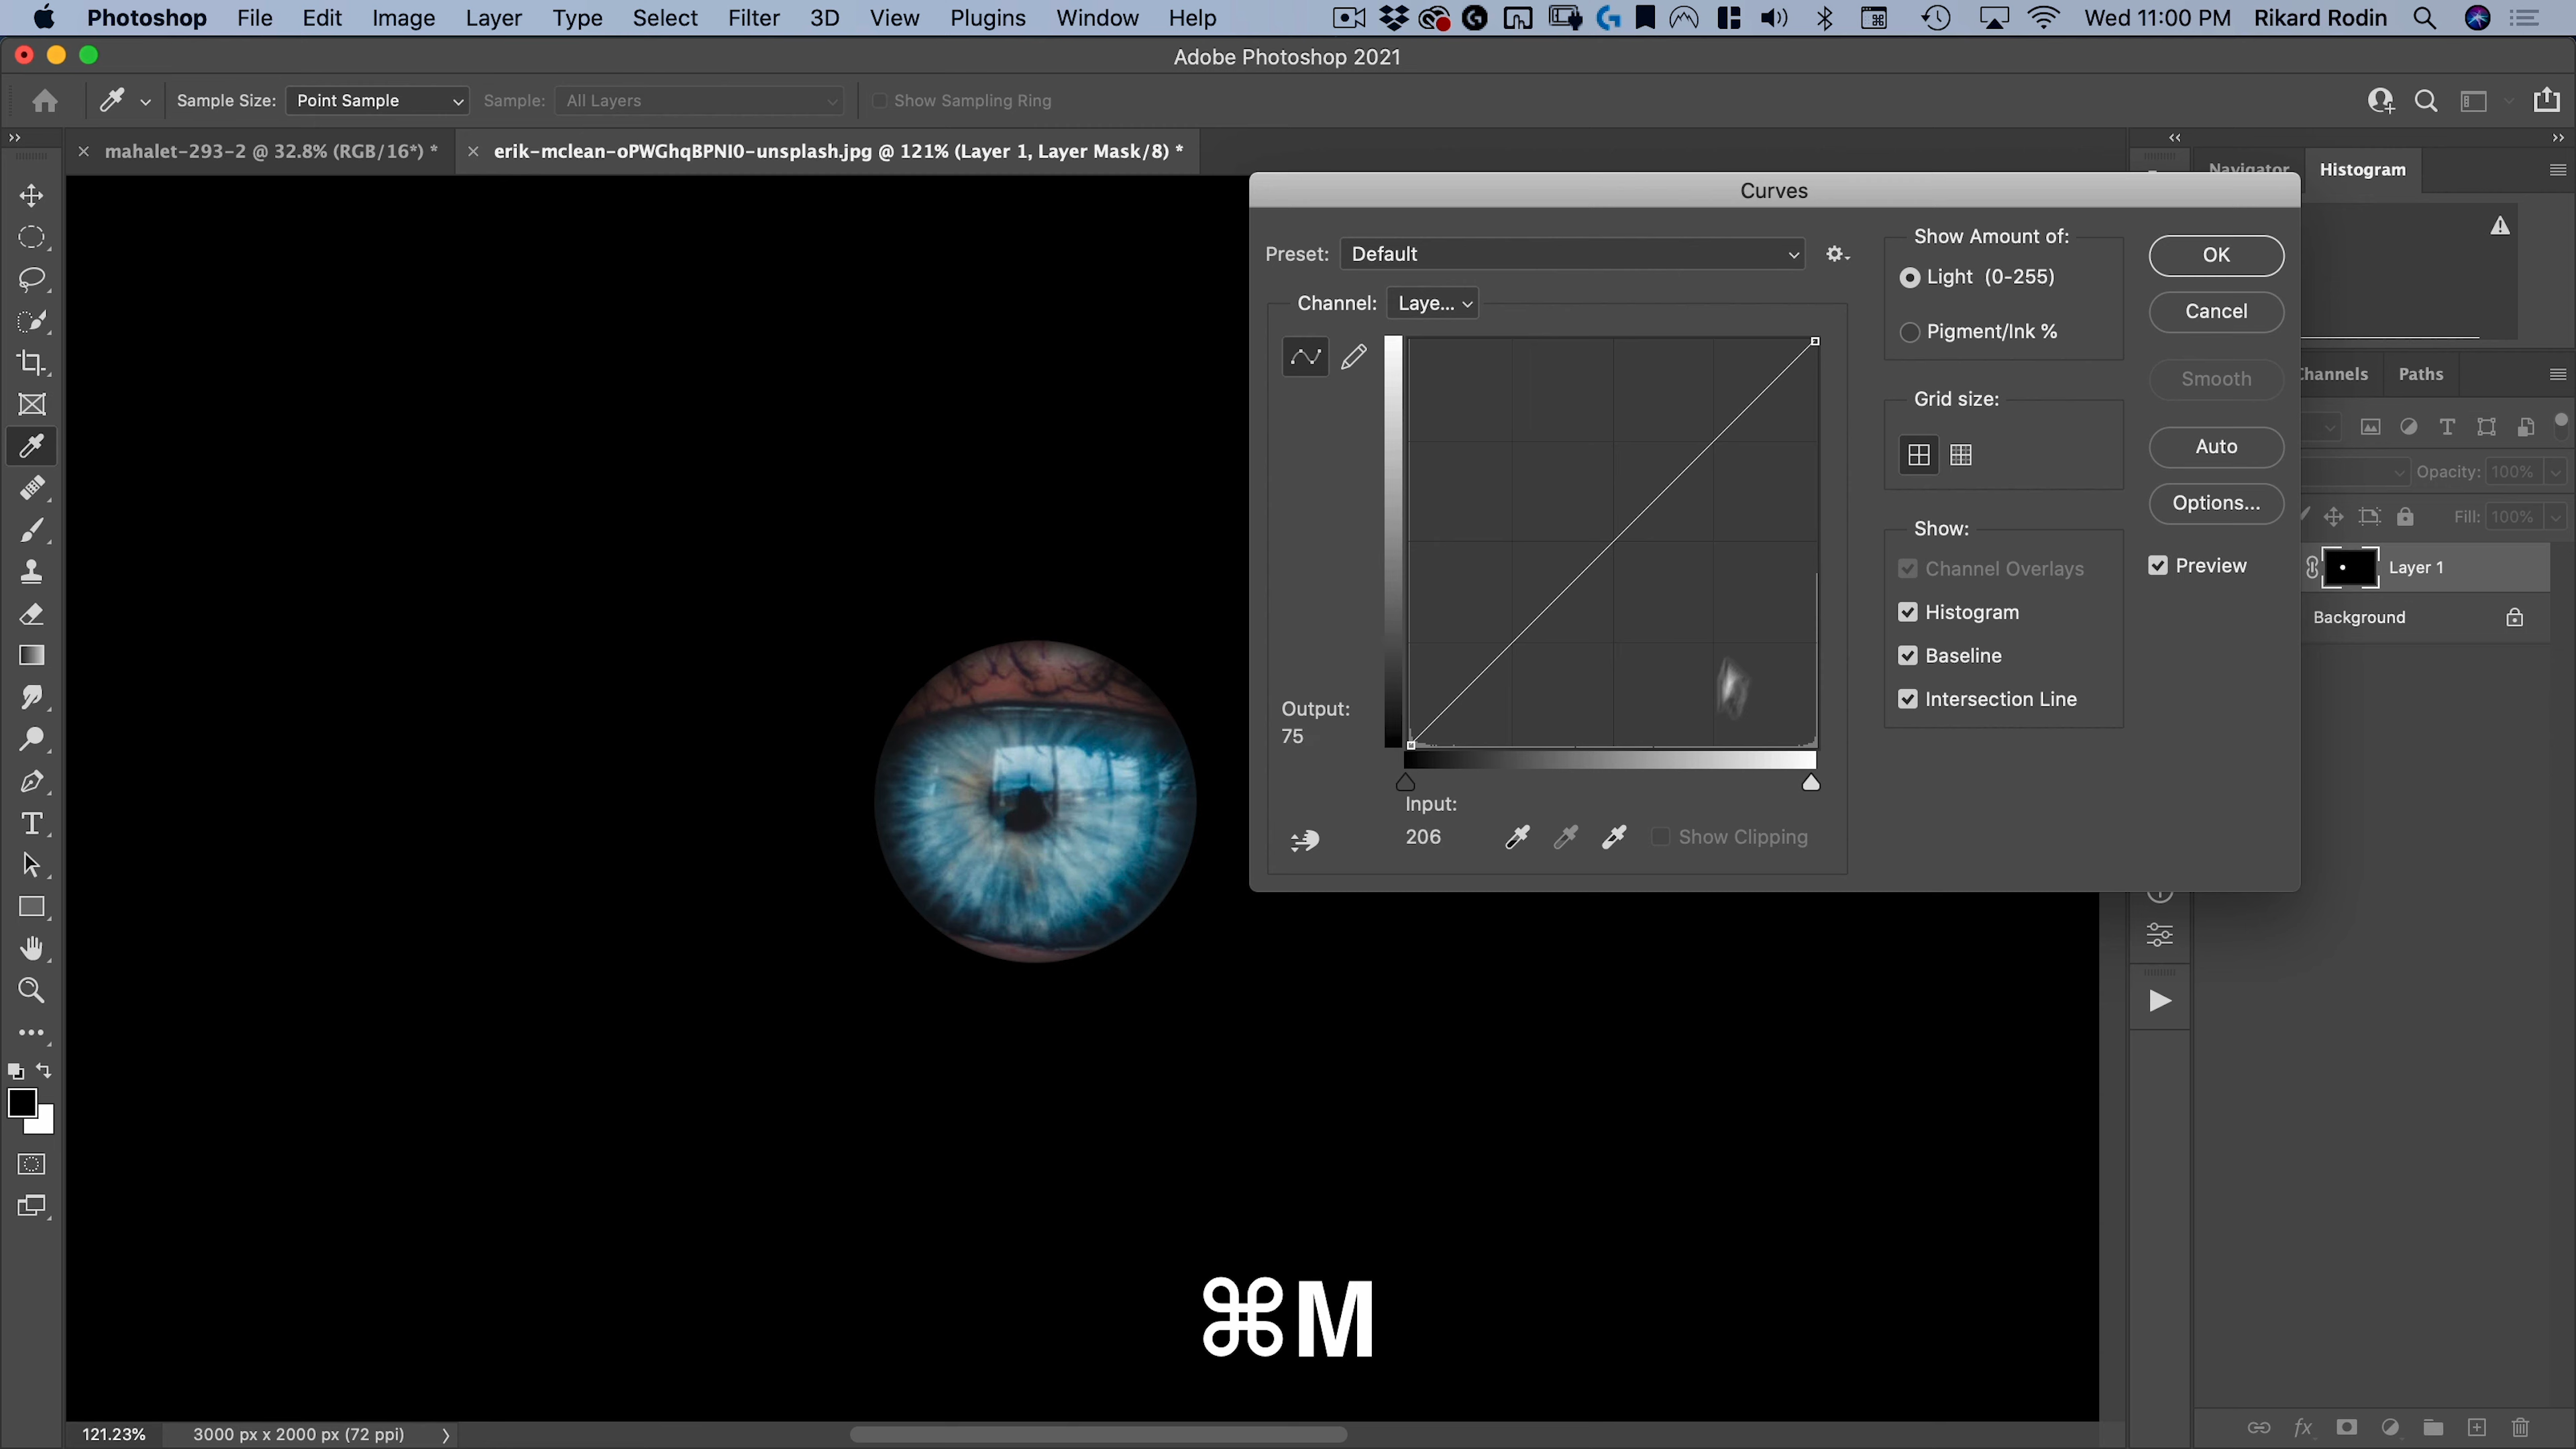 Photoshop File Edit Image Layer Type Select Filter 3D View Plugins Window Help Wed 11:00 PM Rikard Rodin
Adobe Photoshop 2021
Sample Size: Point Sample Sample: All Layers Show Sampling Ring
mahalet-293-2 @ 32.8% (RGB/16*) * erik-mclean-oPWGhqBPNI0-unsplash.jpg @ 121% (Layer 1, Layer Mask/8) *
Navigator Histogram
Curves
Preset: Default
Channel: Laye...
Show Amount of:
Light (0-255)
Pigment/Ink %
Grid size:
Show:
Channel Overlays
Histogram
Baseline
Intersection Line
OK
Cancel
Smooth
Auto
Options...
Preview
Output:
75
Input:
206
Show Clipping
Channels Paths
Opacity: 100%
Fill: 100%
Layer 1
Background
⌘M
121.23% 3000 px x 2000 px (72 ppi)